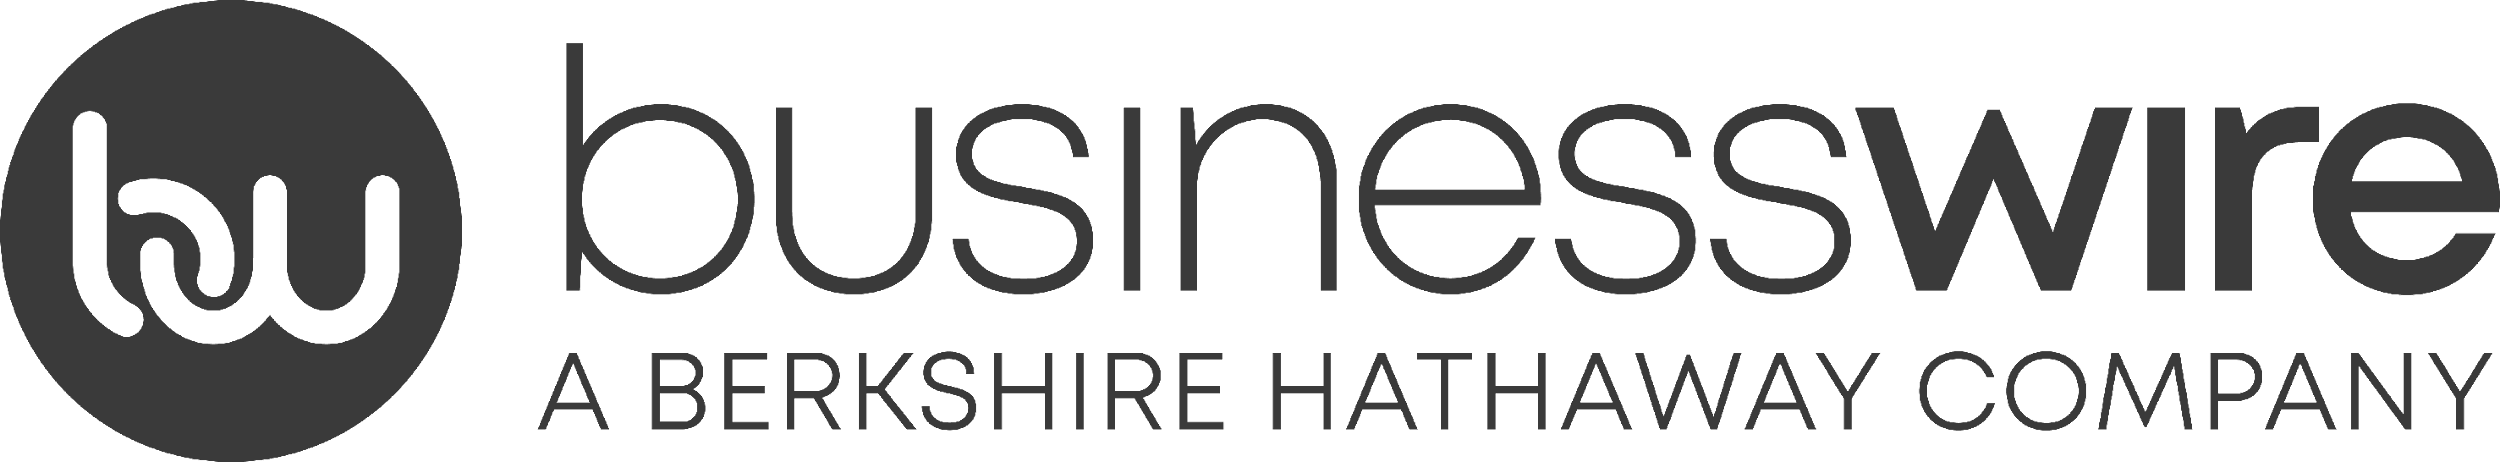 bw
businesswire
A BERKSHIRE HATHAWAY COMPANY